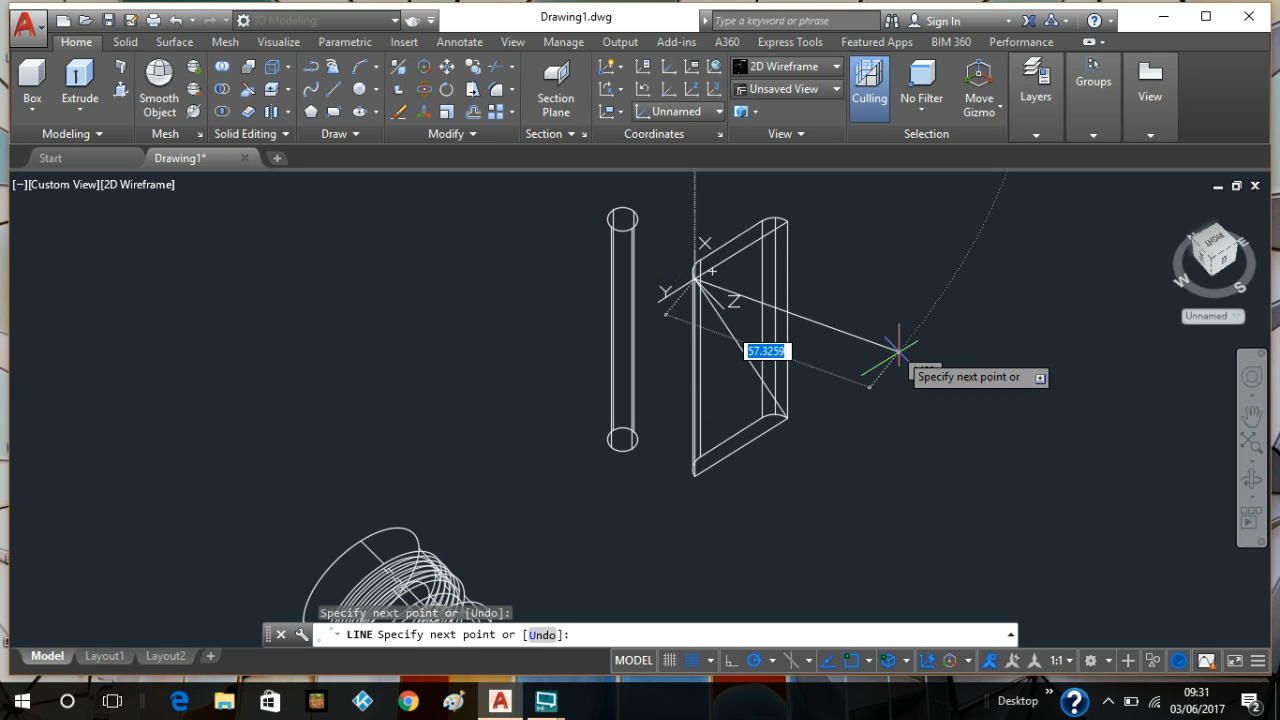 3D Modeling
Drawing1.dwg
Type a keyword or phrase
Sign In
Home Solid Surface Mesh Visualize Parametric Insert Annotate View Manage Output Add-ins A360 Express Tools Featured Apps BIM 360 Performance
Box
Extrude
Smooth
Object
Section
Plane
Unnamed
2D Wireframe
Unsaved View
Culling
No Filter
Move
Gizmo
Layers
Groups
View
Modeling
Mesh
Solid Editing
Draw
Modify
Section
Coordinates
View
Selection
Start
Drawing1*
[−][Custom View][2D Wireframe]
RIGHT
E
W
S
Unnamed
X
Y
Z
57.3259
Specify next point or
Specify next point or [Undo]:
LINE Specify next point or [Undo]:
Model Layout1 Layout2
MODEL
1:1
Desktop
09:31
03/06/2017
2